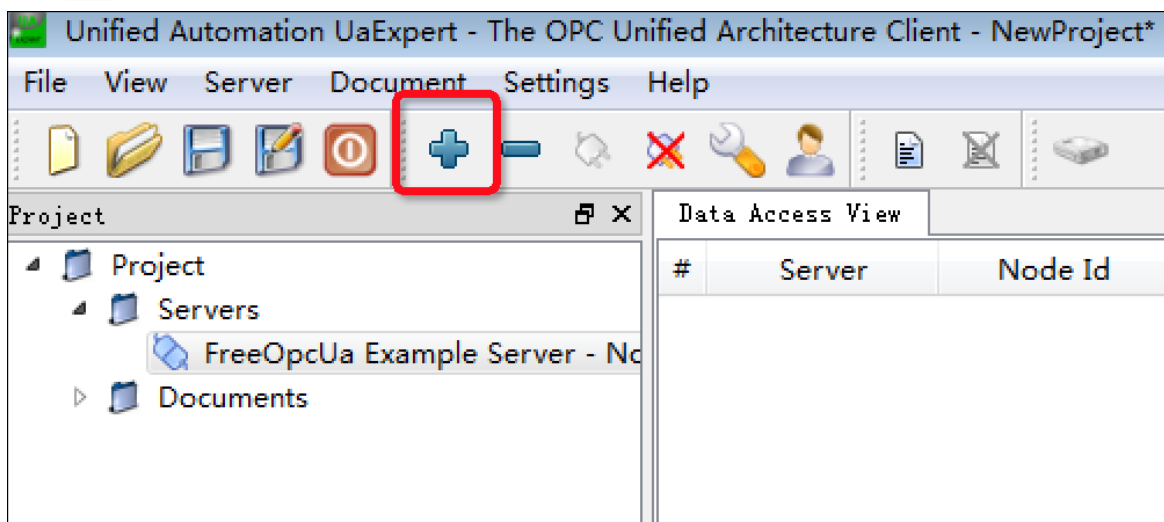 Unified Automation UaExpert - The OPC Unified Architecture Client - NewProject*
File View Server Document Settings Help
Project
Data Access View
Project
# Server Node Id
Servers
FreeOpcUa Example Server - No
Documents